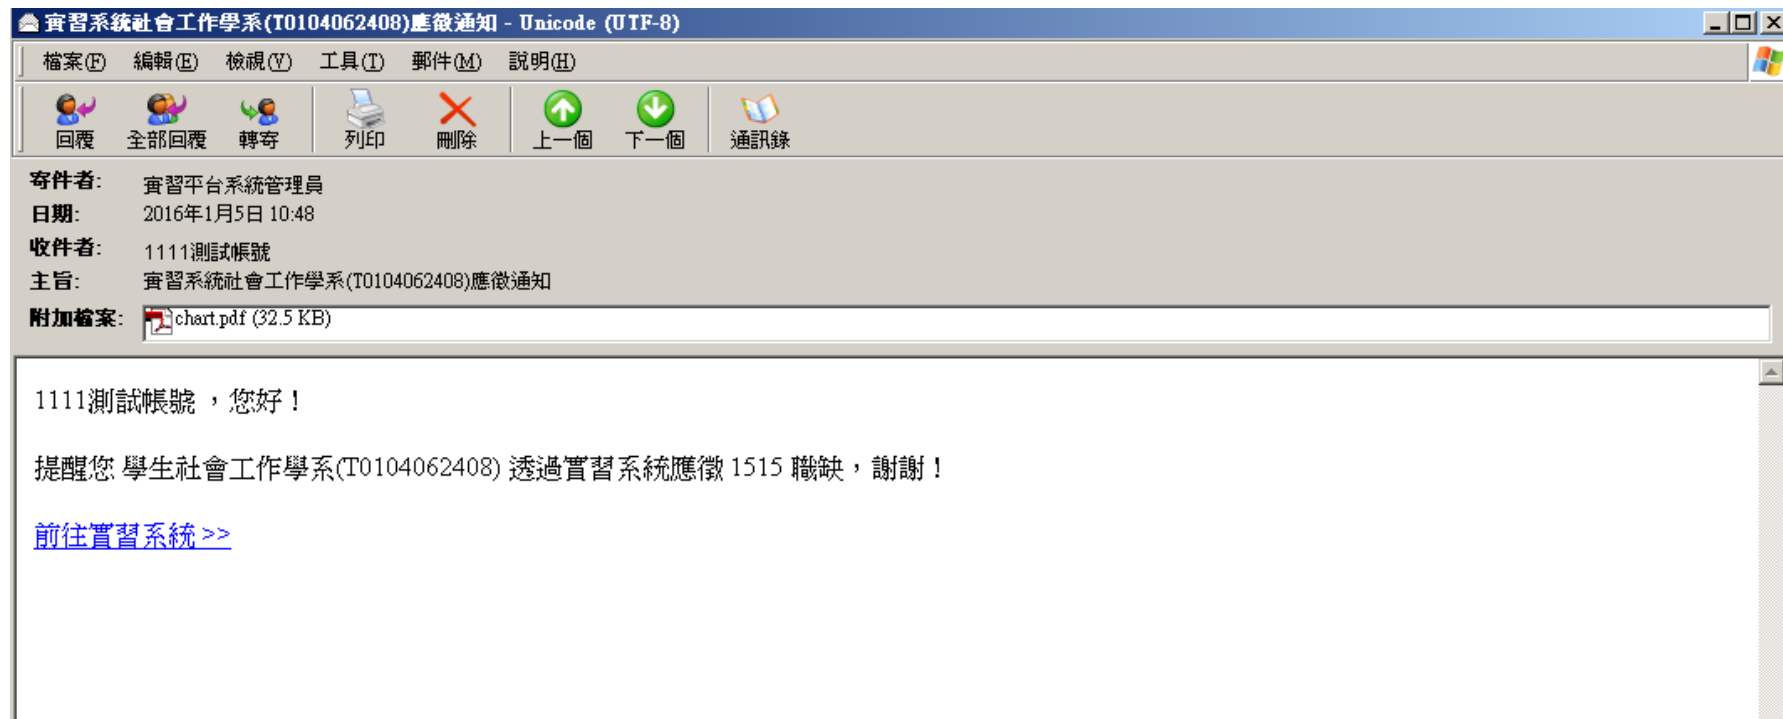 實習系統社會工作學系(T0104062408)應徵通知 - Unicode (UTF-8)
檔案(F) 編輯(E) 檢視(V) 工具(T) 郵件(M) 說明(H)
回覆 全部回覆 轉寄 列印 刪除 上一個 下一個 通訊錄
寄件者: 實習平台系統管理員
日期: 2016年1月5日 10:48
收件者: 1111測試帳號
主旨: 實習系統社會工作學系(T0104062408)應徵通知
附加檔案: chart.pdf (32.5 KB)
1111測試帳號 ，您好！
提醒您 學生社會工作學系(T0104062408) 透過實習系統應徵 1515 職缺，謝謝！
前往實習系統 >>